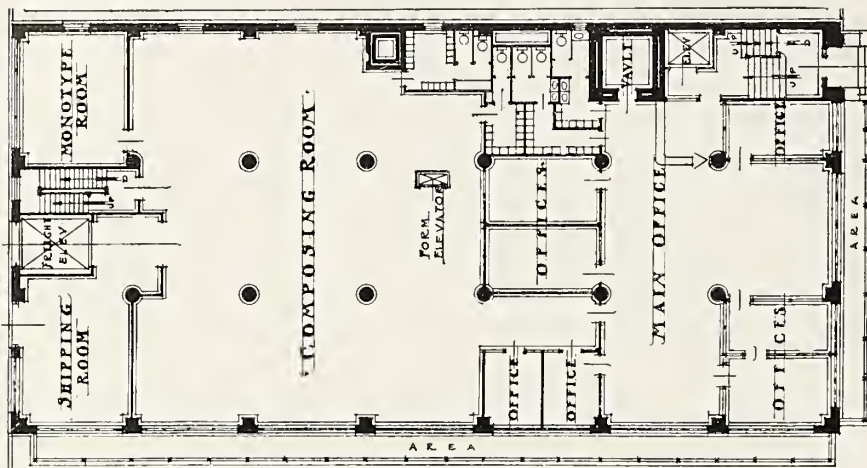 MONOTYPE
ROOM
COMPOSING ROOM
VAULT
ELEV
UP
D
OFFICE
UP
D
UP
FREIGHT
ELEV
FORM
ELEVATOR
OFFICES
MAIN OFFICE
AREA
SHIPPING
ROOM
OFFICE
OFFICE
OFFICES
AREA